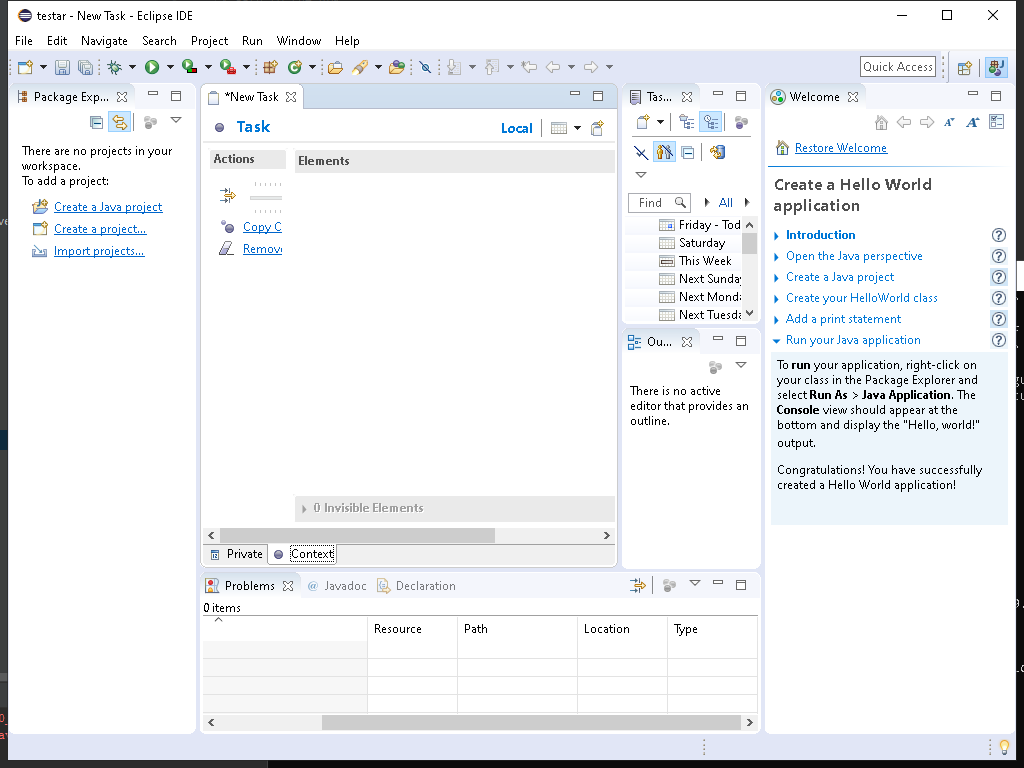 testar - New Task - Eclipse IDE
File Edit Navigate Search Project Run Window Help
Quick Access
Package Exp...
There are no projects in your
workspace.
To add a project:
Create a Java project
Create a project...
Import projects...
*New Task
Task
Local
Actions
Elements
Copy C
Remov
0 Invisible Elements
Private Context
Tas...
Find
All
Friday - Tod
Saturday
This Week
Next Sunday
Next Monda
Next Tuesda
Ou...
There is no active
editor that provides an
outline.
Welcome
Restore Welcome
Create a Hello World
application
Introduction
Open the Java perspective
Create a Java project
Create your HelloWorld class
Add a print statement
Run your Java application
To run your application, right-click on
your class in the Package Explorer and
select Run As > Java Application. The
Console view should appear at the
bottom and display the "Hello, world!"
output.
Congratulations! You have successfully
created a Hello World application!
Problems @ Javadoc Declaration
0 items
Resource Path Location Type